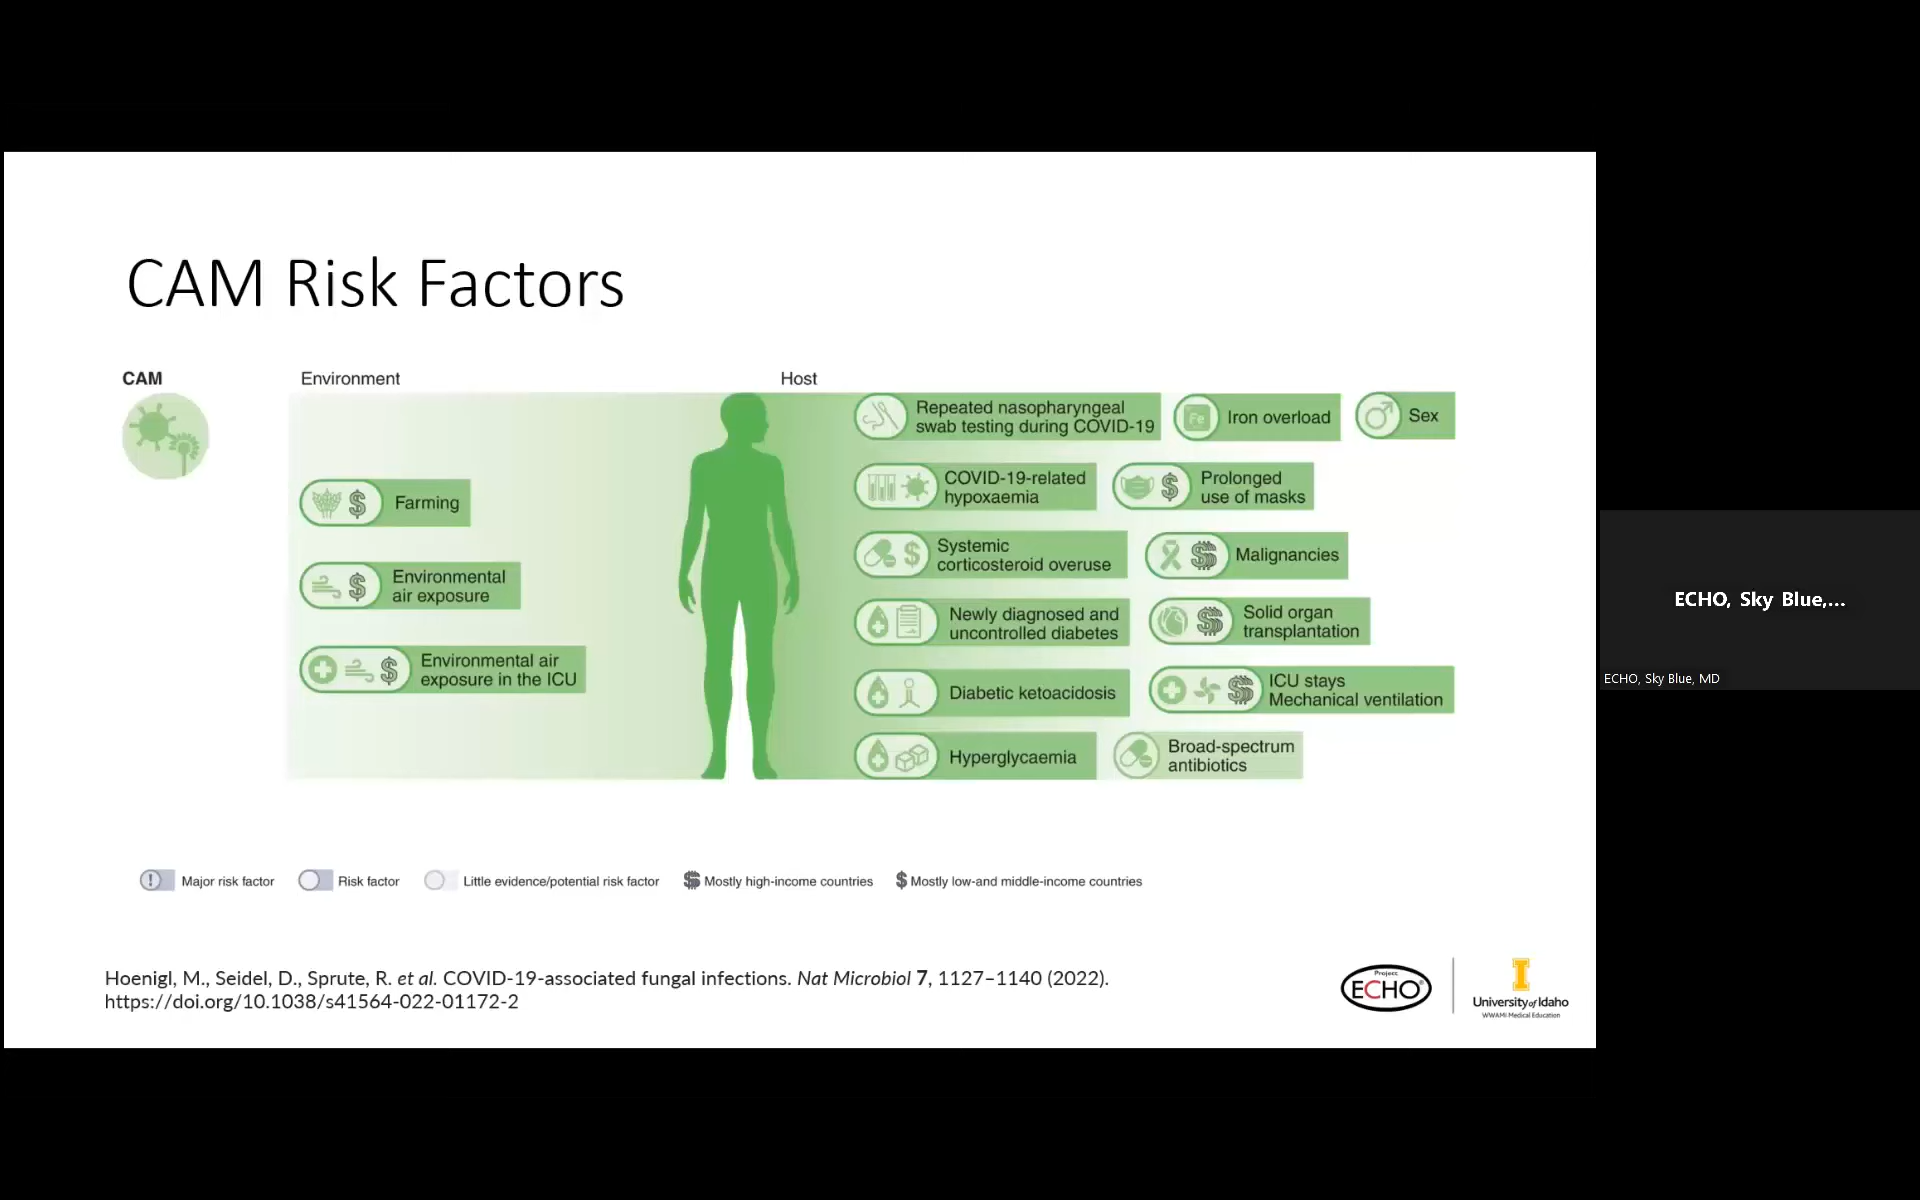 CAM Risk Factors
CAM
Environment
Host
Farming
Environmental
air exposure
Environmental air
exposure in the ICU
Repeated nasopharyngeal
swab testing during COVID-19
Fe
Iron overload
Sex
COVID-19-related
hypoxaemia
$
Prolonged
use of masks
$
Systemic
corticosteroid overuse
$
Malignancies
Newly diagnosed and
uncontrolled diabetes
$
Solid organ
transplantation
Diabetic ketoacidosis
$
ICU stays
Mechanical ventilation
Hyperglycaemia
Broad-spectrum
antibiotics
! Major risk factor
Risk factor
Little evidence/potential risk factor
$ Mostly high-income countries
$ Mostly low-and middle-income countries
Hoenigl, M., Seidel, D., Sprute, R. et al. COVID-19-associated fungal infections. Nat Microbiol 7, 1127–1140 (2022).
https://doi.org/10.1038/s41564-022-01172-2
Project
ECHO®
I
University of Idaho
WWAMI Medical Education
ECHO, Sky Blue,...
ECHO, Sky Blue, MD